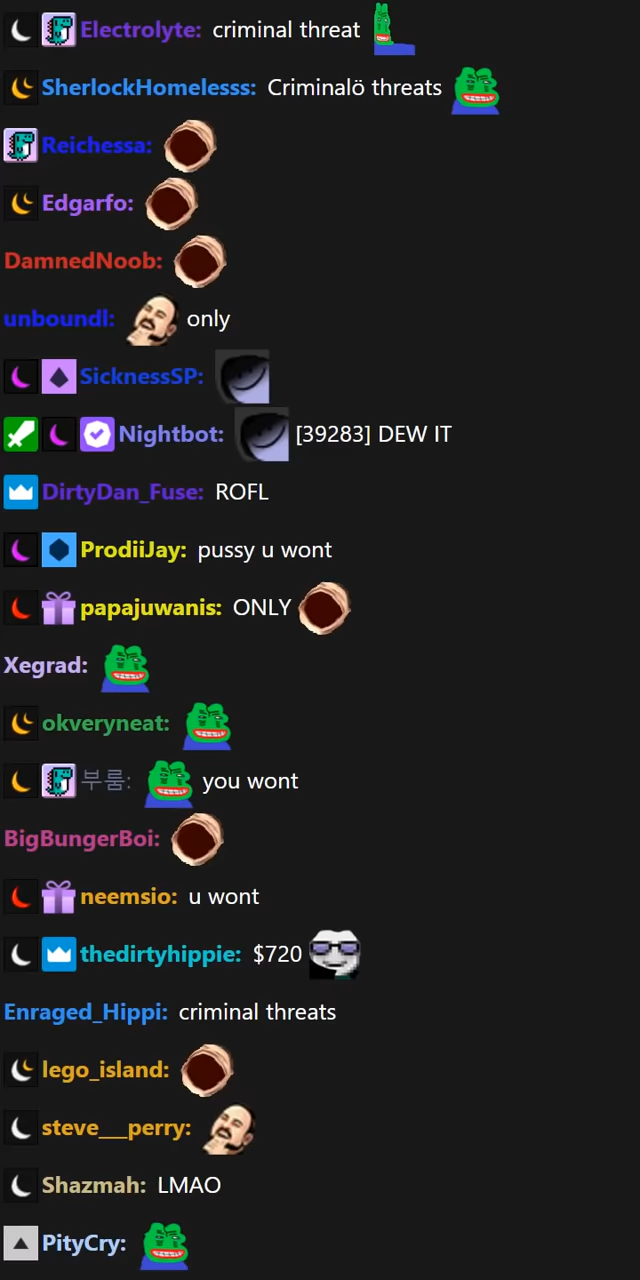 Electrolyte: criminal threat
SherlockHomelesss: Criminalö threats
Reichessa:
Edgarfo:
DamnedNoob:
unboundl: only
SicknessSP:
Nightbot: [39283] DEW IT
DirtyDan_Fuse: ROFL
ProdiiJay: pussy u wont
papajuwanis: ONLY
Xegrad:
okveryneat:
부룸: you wont
BigBungerBoi:
neemsio: u wont
thedirtyhippie: $720
Enraged_Hippi: criminal threats
lego_island:
steve___perry:
Shazmah: LMAO
PityCry: